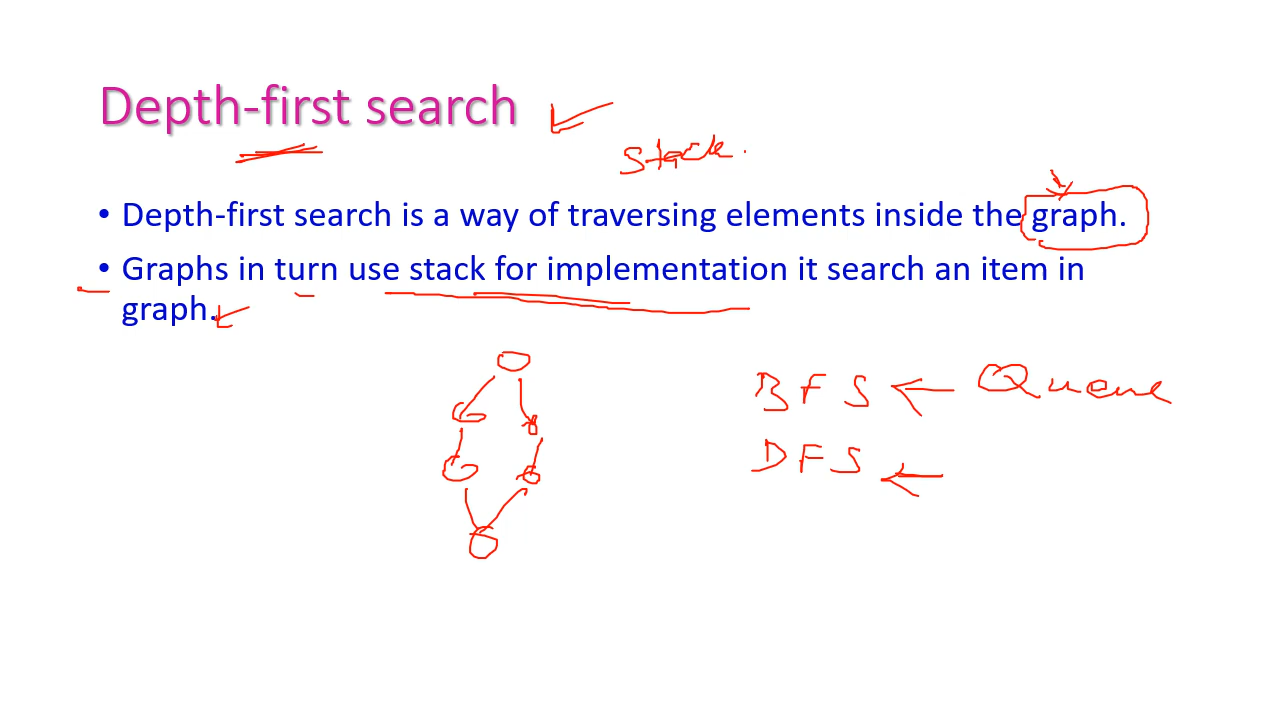 Depth-first search
Stack.
• Depth-first search is a way of traversing elements inside the graph.
• Graphs in turn use stack for implementation it search an item in
graph.
BFS ← Queue
DFS ←